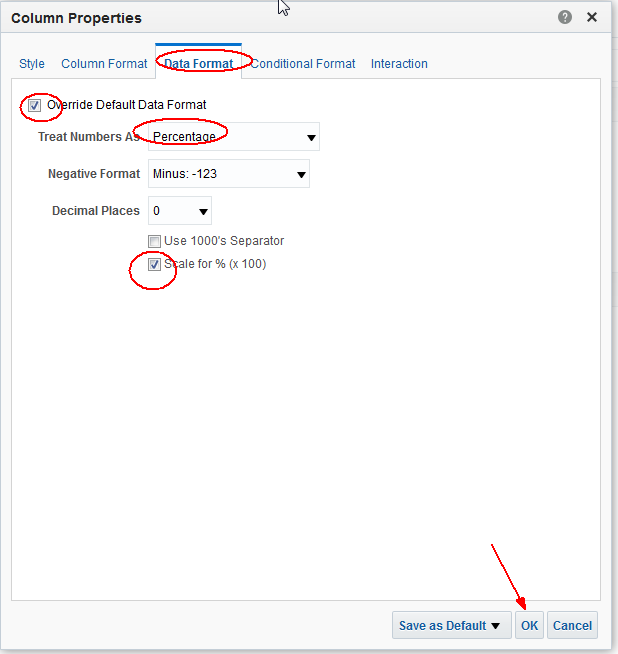 Column Properties
?
Style Column Format Data Format Conditional Format Interaction
Override Default Data Format
Treat Numbers As Percentage
Negative Format Minus: -123
Decimal Places 0
Use 1000's Separator
Scale for % (x 100)
Save as Default OK Cancel